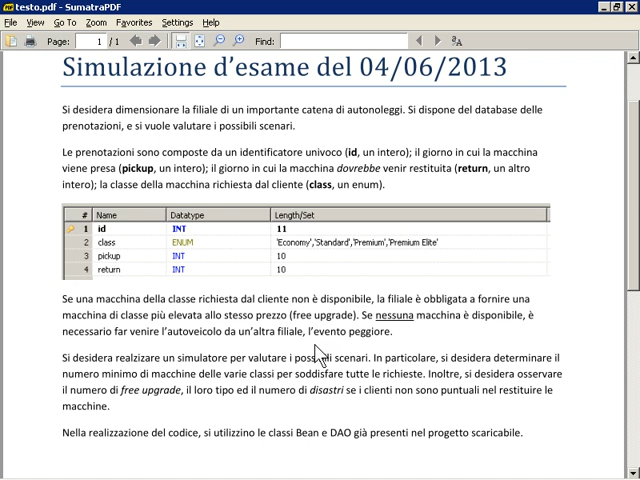 testo.pdf - SumatraPDF
File View Go To Zoom Favorites Settings Help
Page: 1 / 1 Find:
Simulazione d'esame del 04/06/2013
Si desidera dimensionare la filiale di un importante catena di autonoleggi. Si dispone del database delle
prenotazioni, e si vuole valutare i possibili scenari.
Le prenotazioni sono composte da un identificatore univoco (id, un intero); il giorno in cui la macchina
viene presa (pickup, un intero); il giorno in cui la macchina dovrebbe venir restituita (return, un altro
intero); la classe della macchina richiesta dal cliente (class, un enum).
# Name Datatype Length/Set
1 id INT 11
2 class ENUM 'Economy','Standard','Premium','Premium Elite'
3 pickup INT 10
4 return INT 10
Se una macchina della classe richiesta dal cliente non è disponibile, la filiale è obbligata a fornire una
macchina di classe più elevata allo stesso prezzo (free upgrade). Se nessuna macchina è disponibile, è
necessario far venire l'autoveicolo da un'altra filiale, l'evento peggiore.
Si desidera realzizare un simulatore per valutare i possibili scenari. In particolare, si desidera determinare il
numero minimo di macchine delle varie classi per soddisfare tutte le richieste. Inoltre, si desidera osservare
il numero di free upgrade, il loro tipo ed il numero di disastri se i clienti non sono puntuali nel restituire le
macchine.
Nella realizzazione del codice, si utilizzino le classi Bean e DAO già presenti nel progetto scaricabile.